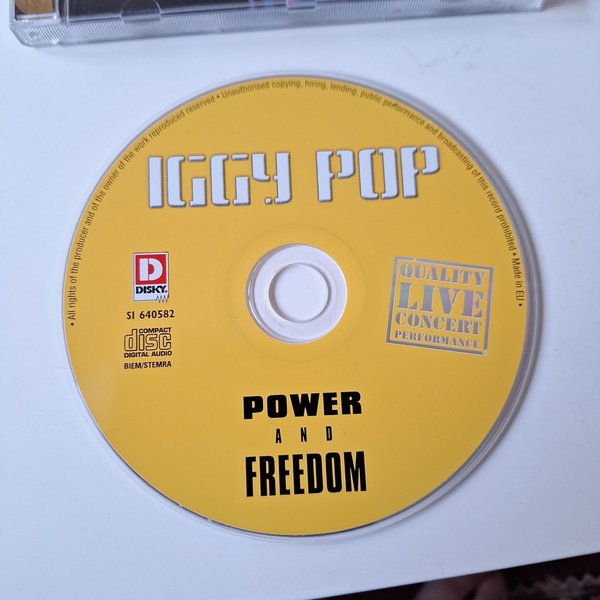 • All rights of the producer and of the owner of the work reproduced reserved • Unauthorised copying, hiring, lending, public performance and broadcasting of this record prohibited • Made in EU •
IGGY POP
D
DISKY
SI 640582
COMPACT
disc
DIGITAL AUDIO
BIEM/STEMRA
QUALITY
LIVE
CONCERT
PERFORMANCE
POWER
AND
FREEDOM